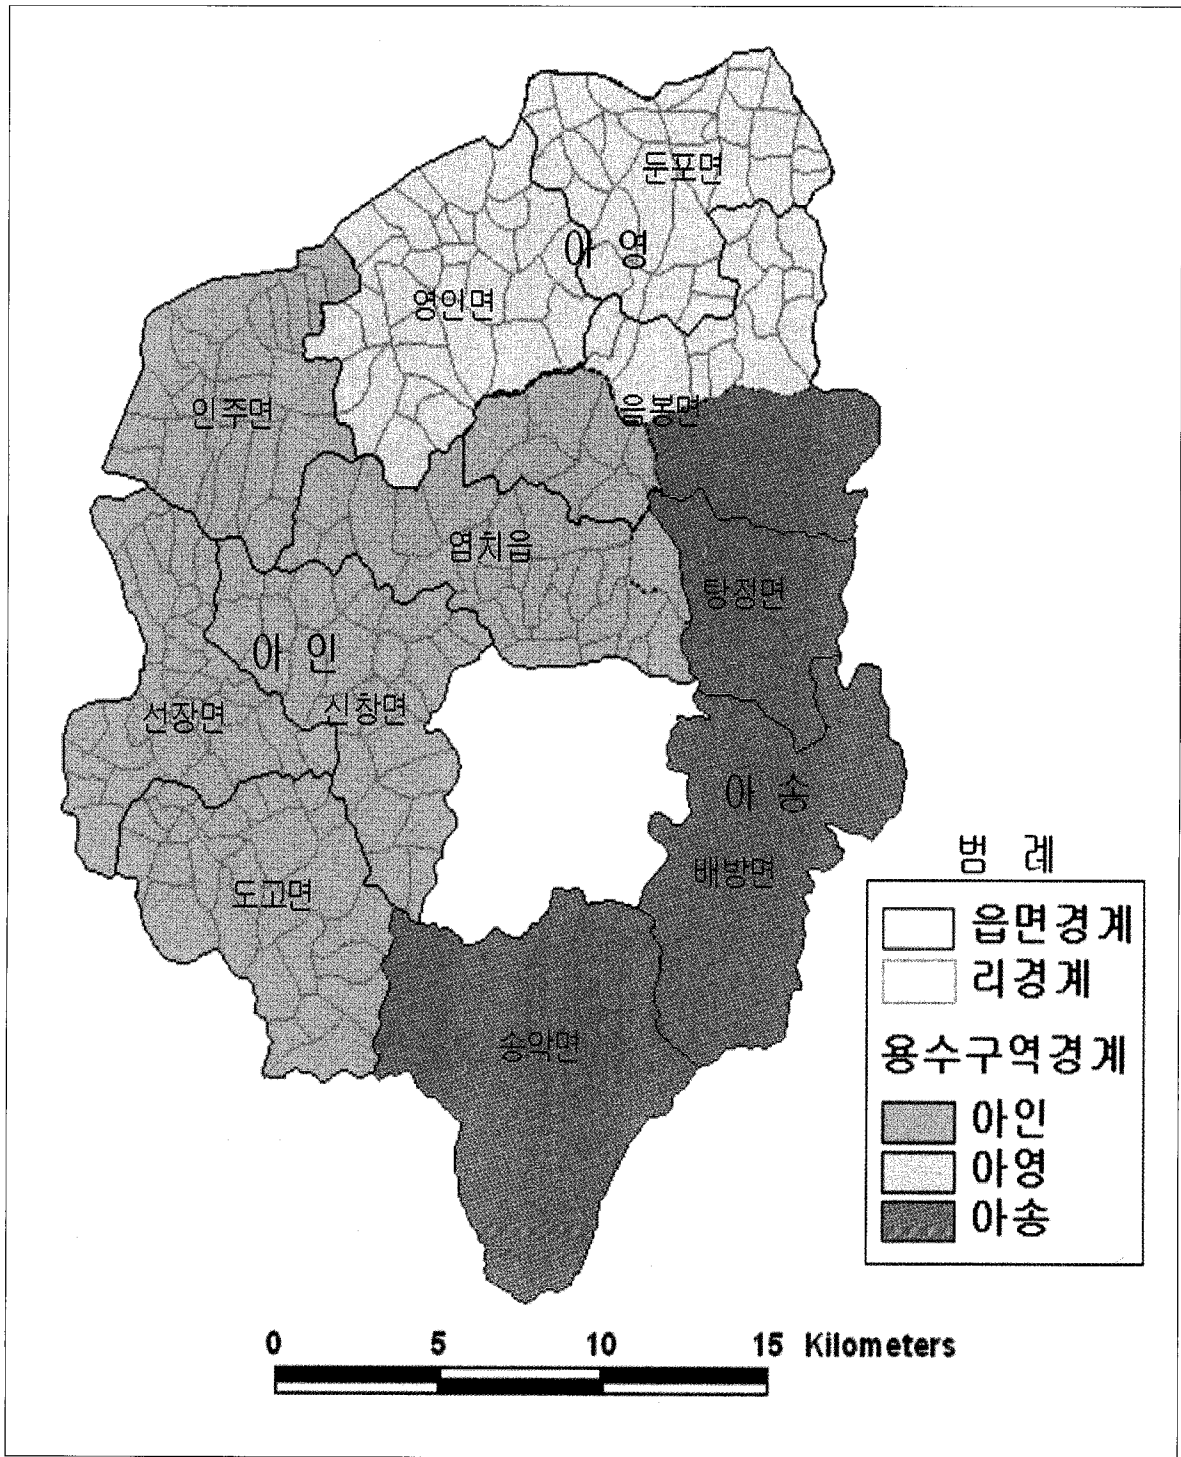 둔포면
아 영
영인면
인주면
음봉면
염치읍
탕정면
아 인
선장면
신창면
아 송
배방면
도고면
송악면
범 례
읍면경계
리경계
용수구역경계
아인
아영
아송
0 5 10 15 Kilometers